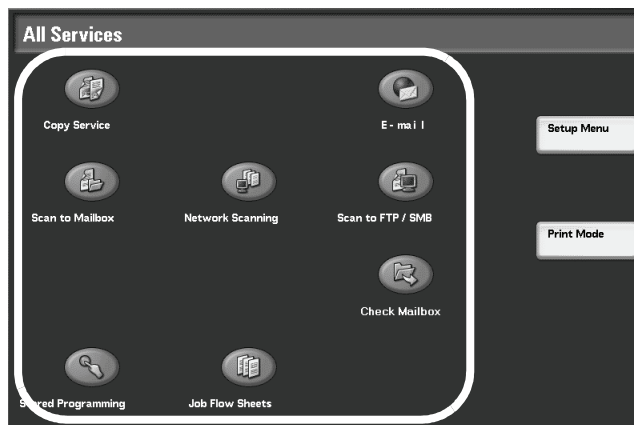 All Services
Copy Service
E-mail
Setup Menu
Scan to Mailbox
Network Scanning
Scan to FTP / SMB
Print Mode
Check Mailbox
Stored Programming
Job Flow Sheets